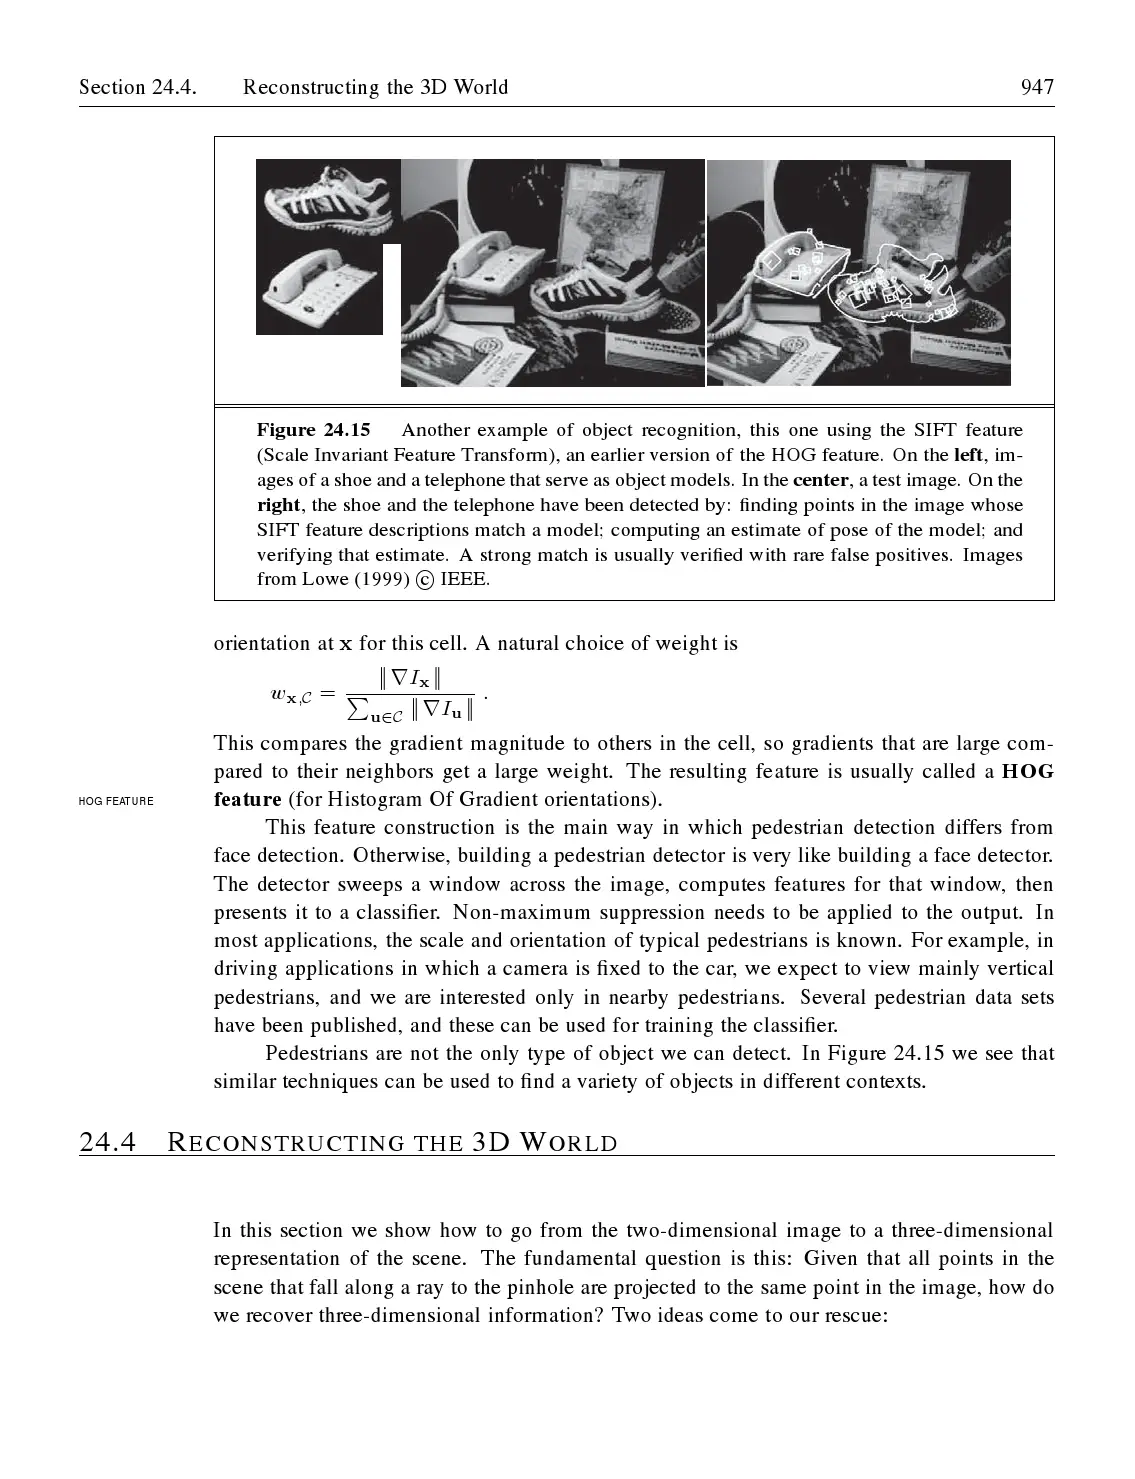 Section 24.4. Reconstructing the 3D World 947
Figure 24.15 Another example of object recognition, this one using the SIFT feature
(Scale Invariant Feature Transform), an earlier version of the HOG feature. On the left, im-
ages of a shoe and a telephone that serve as object models. In the center, a test image. On the
right, the shoe and the telephone have been detected by: finding points in the image whose
SIFT feature descriptions match a model; computing an estimate of pose of the model; and
verifying that estimate. A strong match is usually verified with rare false positives. Images
from Lowe (1999) © IEEE.
orientation at x for this cell. A natural choice of weight is
w_{x,C} = ‖∇I_x‖ / ∑_{u∈C} ‖∇I_u‖ .
This compares the gradient magnitude to others in the cell, so gradients that are large com-
pared to their neighbors get a large weight. The resulting feature is usually called a HOG
HOG FEATURE feature (for Histogram Of Gradient orientations).
This feature construction is the main way in which pedestrian detection differs from
face detection. Otherwise, building a pedestrian detector is very like building a face detector.
The detector sweeps a window across the image, computes features for that window, then
presents it to a classifier. Non-maximum suppression needs to be applied to the output. In
most applications, the scale and orientation of typical pedestrians is known. For example, in
driving applications in which a camera is fixed to the car, we expect to view mainly vertical
pedestrians, and we are interested only in nearby pedestrians. Several pedestrian data sets
have been published, and these can be used for training the classifier.
Pedestrians are not the only type of object we can detect. In Figure 24.15 we see that
similar techniques can be used to find a variety of objects in different contexts.
24.4 RECONSTRUCTING THE 3D WORLD
In this section we show how to go from the two-dimensional image to a three-dimensional
representation of the scene. The fundamental question is this: Given that all points in the
scene that fall along a ray to the pinhole are projected to the same point in the image, how do
we recover three-dimensional information? Two ideas come to our rescue: